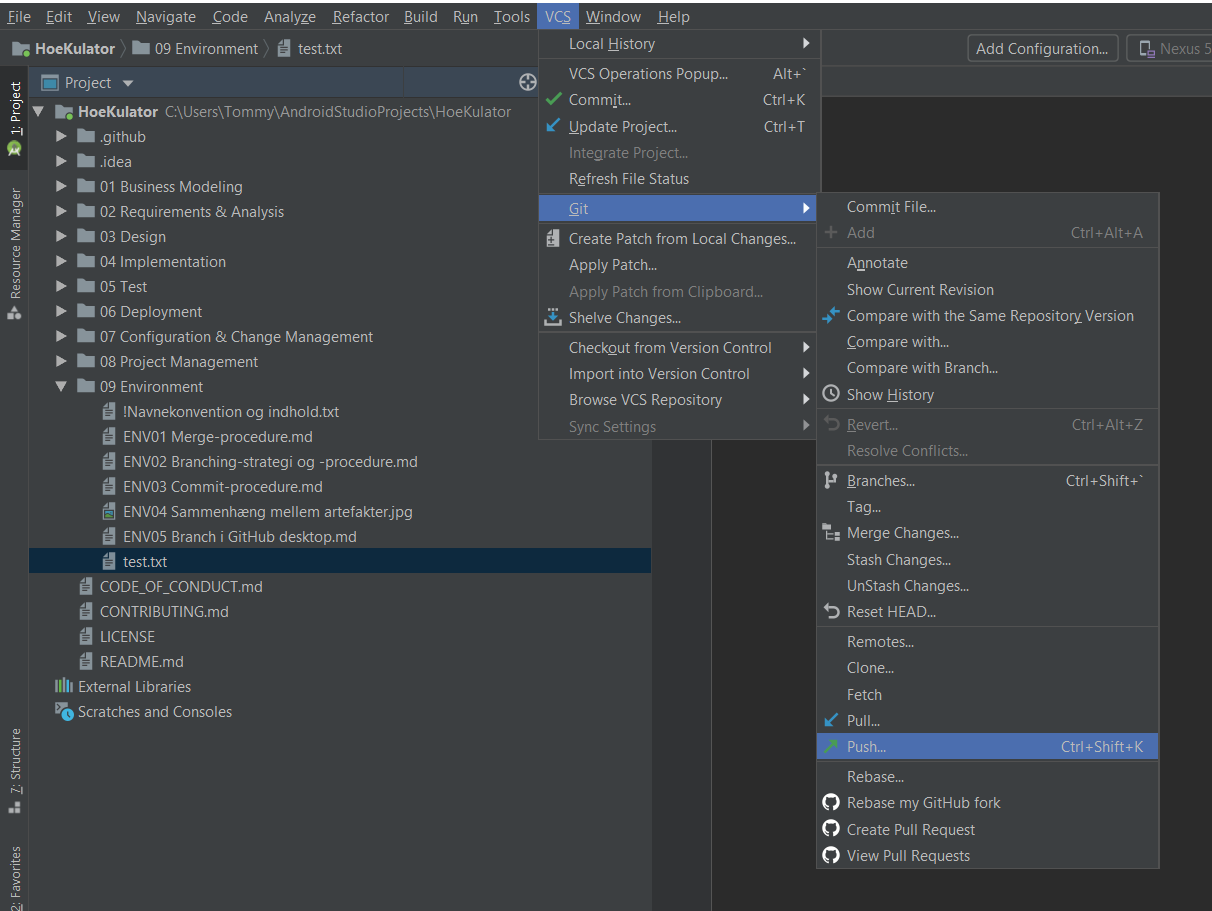 File Edit View Navigate Code Analyze Refactor Build Run Tools VCS Window Help
HoeKulator 09 Environment test.txt
Add Configuration... Nexus 5
1: Project
Resource Manager
7: Structure
2: Favorites
Project
HoeKulator C:\Users\Tommy\AndroidStudioProjects\HoeKulator
.github
.idea
01 Business Modeling
02 Requirements & Analysis
03 Design
04 Implementation
05 Test
06 Deployment
07 Configuration & Change Management
08 Project Management
09 Environment
!Navnekonvention og indhold.txt
ENV01 Merge-procedure.md
ENV02 Branching-strategi og -procedure.md
ENV03 Commit-procedure.md
ENV04 Sammenhæng mellem artefakter.jpg
ENV05 Branch i GitHub desktop.md
test.txt
CODE_OF_CONDUCT.md
CONTRIBUTING.md
LICENSE
README.md
External Libraries
Scratches and Consoles
Local History
VCS Operations Popup... Alt+`
Commit... Ctrl+K
Update Project... Ctrl+T
Integrate Project...
Refresh File Status
Git
Create Patch from Local Changes...
Apply Patch...
Apply Patch from Clipboard...
Shelve Changes...
Checkout from Version Control
Import into Version Control
Browse VCS Repository
Sync Settings
Commit File...
Add Ctrl+Alt+A
Annotate
Show Current Revision
Compare with the Same Repository Version
Compare with...
Compare with Branch...
Show History
Revert... Ctrl+Alt+Z
Resolve Conflicts...
Branches... Ctrl+Shift+`
Tag...
Merge Changes...
Stash Changes...
UnStash Changes...
Reset HEAD...
Remotes...
Clone...
Fetch
Pull...
Push... Ctrl+Shift+K
Rebase...
Rebase my GitHub fork
Create Pull Request
View Pull Requests